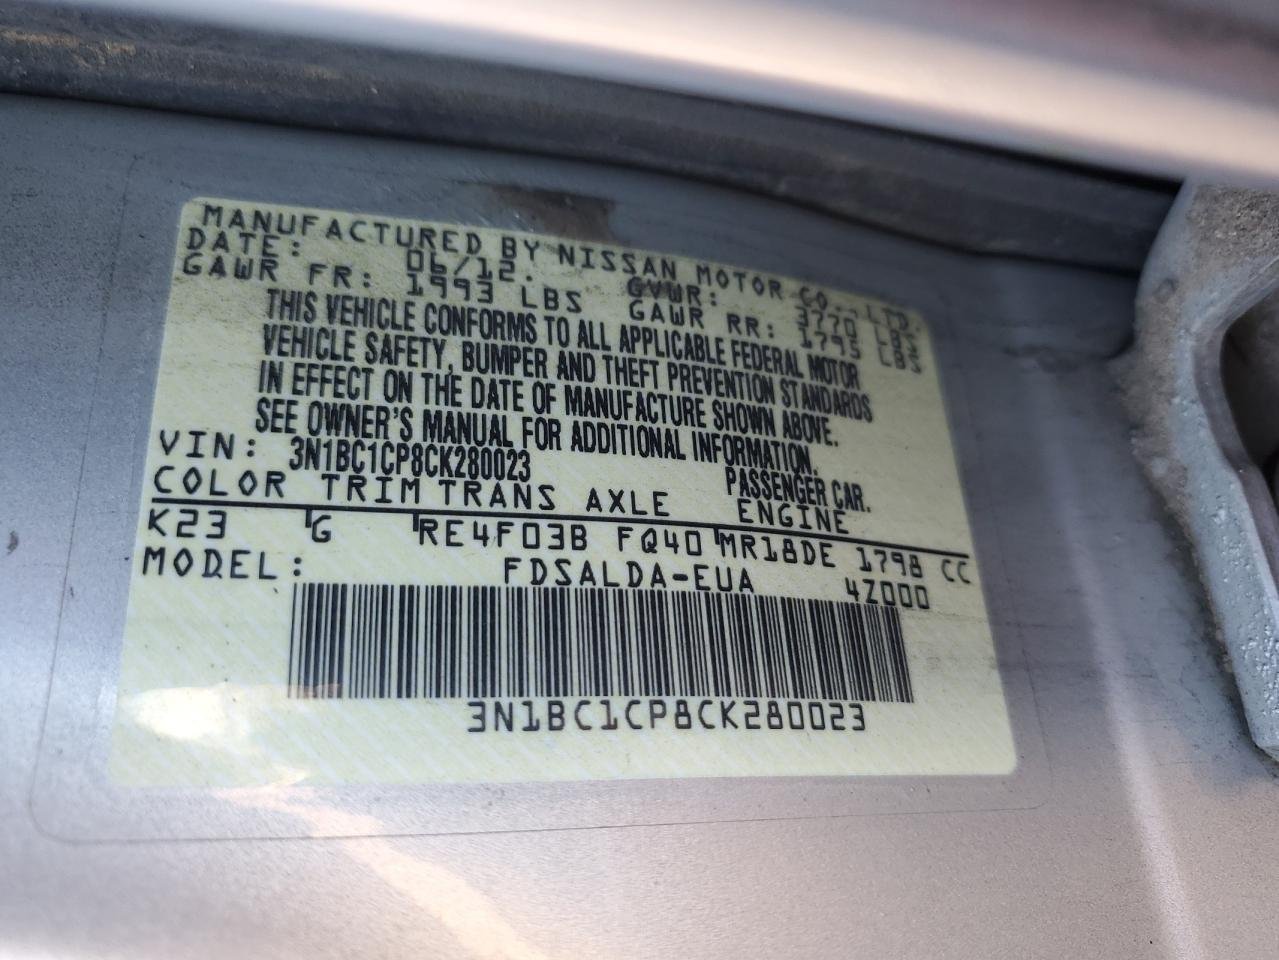 MANUFACTURED BY NISSAN MOTOR CO., LTD.
DATE: 06/12. GVWR: 3770 LBS
GAWR FR: 1993 LBS GAWR RR: 1795 LBS
THIS VEHICLE CONFORMS TO ALL APPLICABLE FEDERAL MOTOR
VEHICLE SAFETY, BUMPER AND THEFT PREVENTION STANDARDS
IN EFFECT ON THE DATE OF MANUFACTURE SHOWN ABOVE.
SEE OWNER'S MANUAL FOR ADDITIONAL INFORMATION.
VIN: 3N1BC1CP8CK280023 PASSENGER CAR.
COLOR TRIM TRANS AXLE ENGINE
K23 G RE4F03B FQ40 MR18DE 1798 CC
MODEL: FDSALDA-EUA 4Z000
3N1BC1CP8CK280023